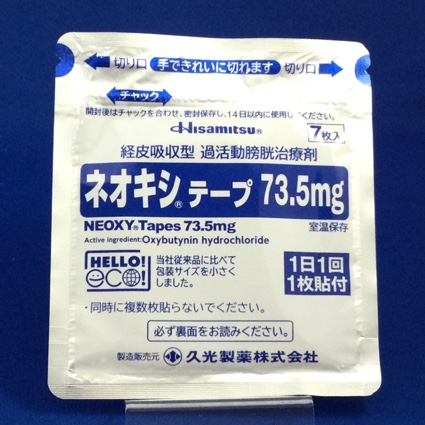 切り口 手できれいに切れます 切り口
チャック
開封後はチャックを合わせ、密封保存し、14日以内に使用してください。
Hisamitsu® 7枚入
経皮吸収型 過活動膀胱治療剤
ネオキシ®テープ 73.5mg
NEOXY®Tapes 73.5mg 室温保存
Active ingredient:Oxybutynin hydrochloride
HELLO! eco!
当社従来品に比べて
包装サイズを小さく
しました。
1日1回
1枚貼付
・同時に複数枚貼らないでください。
必ず裏面をお読みください。
製造販売元 久光製薬株式会社